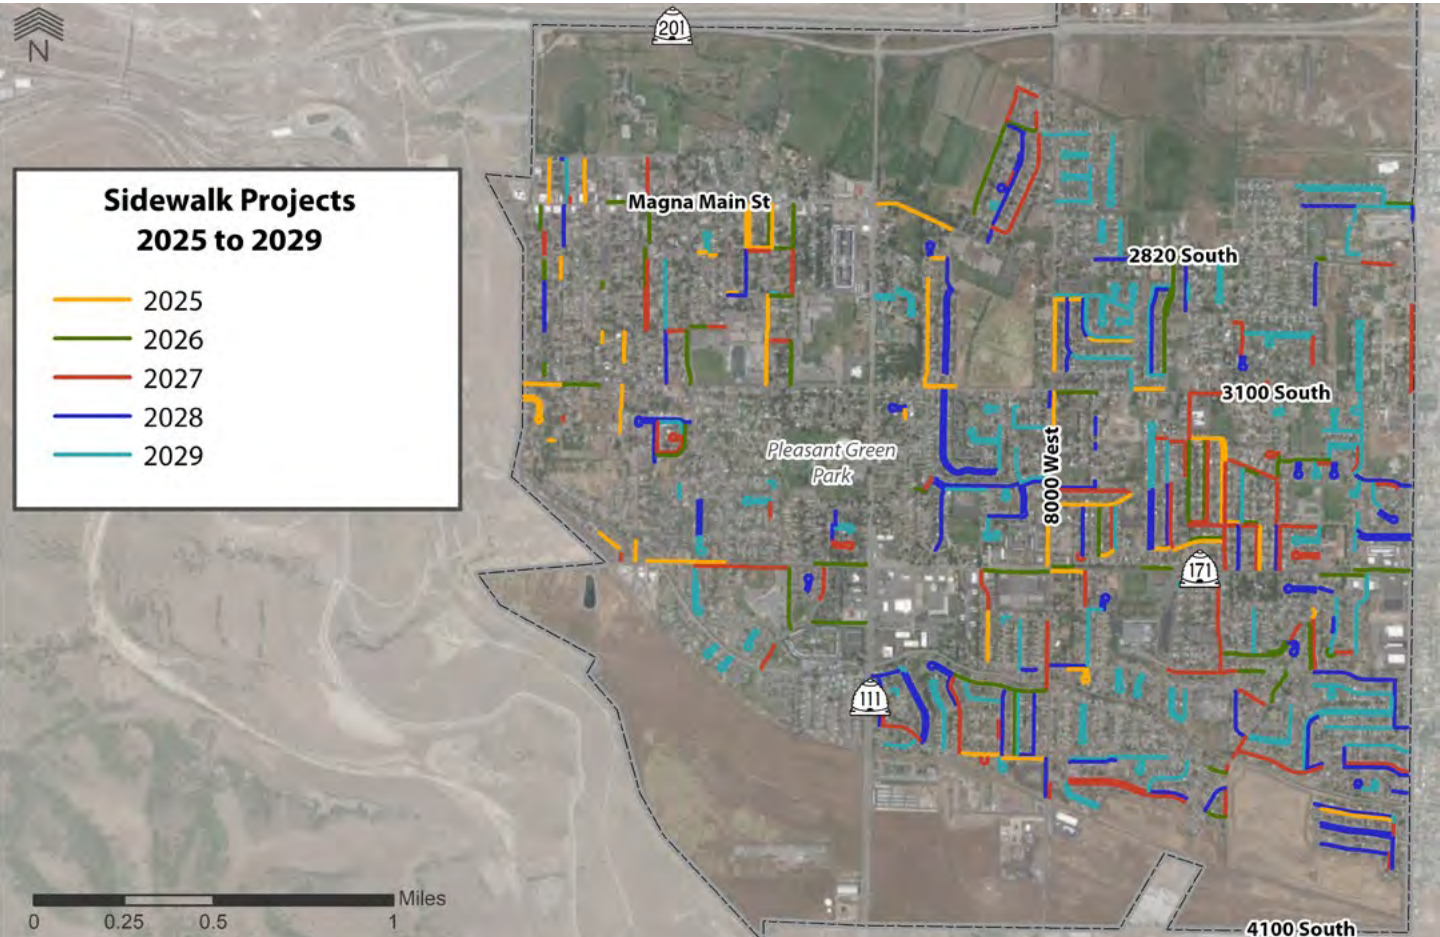 201
N
Sidewalk Projects
2025 to 2029
2025
2026
2027
2028
2029
Magna Main St
2820 South
3100 South
Pleasant Green
Park
8000 West
171
111
Miles
0 0.25 0.5 1
4100 South